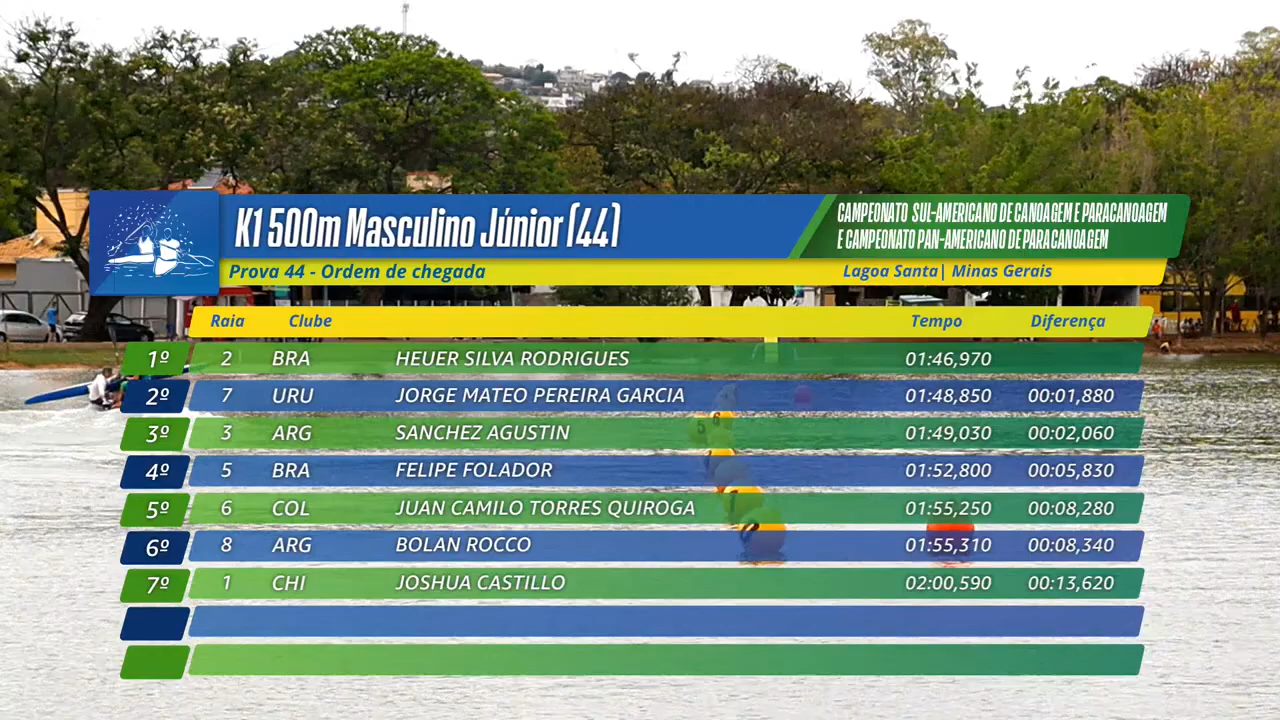 K1 500m Masculino Júnior (44)
CAMPEONATO SUL-AMERICANO DE CANOAGEM E PARACANOAGEM
E CAMPEONATO PAN-AMERICANO DE PARACANOAGEM
Prova 44 - Ordem de chegada
Lagoa Santa| Minas Gerais
Raia Clube Tempo Diferença
1º 2 BRA HEUER SILVA RODRIGUES 01:46,970
2º 7 URU JORGE MATEO PEREIRA GARCIA 01:48,850 00:01,880
3º 3 ARG SANCHEZ AGUSTIN 01:49,030 00:02,060
4º 5 BRA FELIPE FOLADOR 01:52,800 00:05,830
5º 6 COL JUAN CAMILO TORRES QUIROGA 01:55,250 00:08,280
6º 8 ARG BOLAN ROCCO 01:55,310 00:08,340
7º 1 CHI JOSHUA CASTILLO 02:00,590 00:13,620
5 6